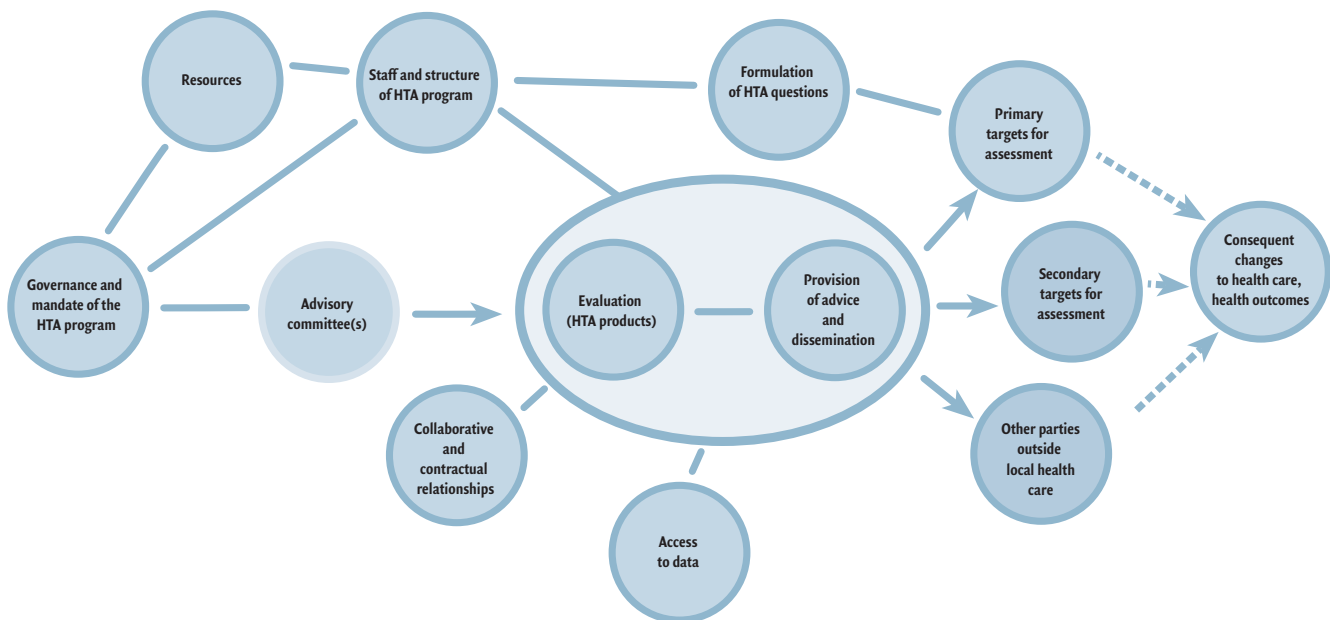 Resources
Staff and structure
of HTA program
Formulation
of HTA questions
Primary
targets for
assessment
Governance and
mandate of the
HTA program
Advisory
committee(s)
Evaluation
(HTA products)
Provision
of advice
and
dissemination
Secondary
targets for
assessment
Consequent
changes
to health care,
health outcomes
Collaborative
and
contractual
relationships
Other parties
outside
local health
care
Access
to data